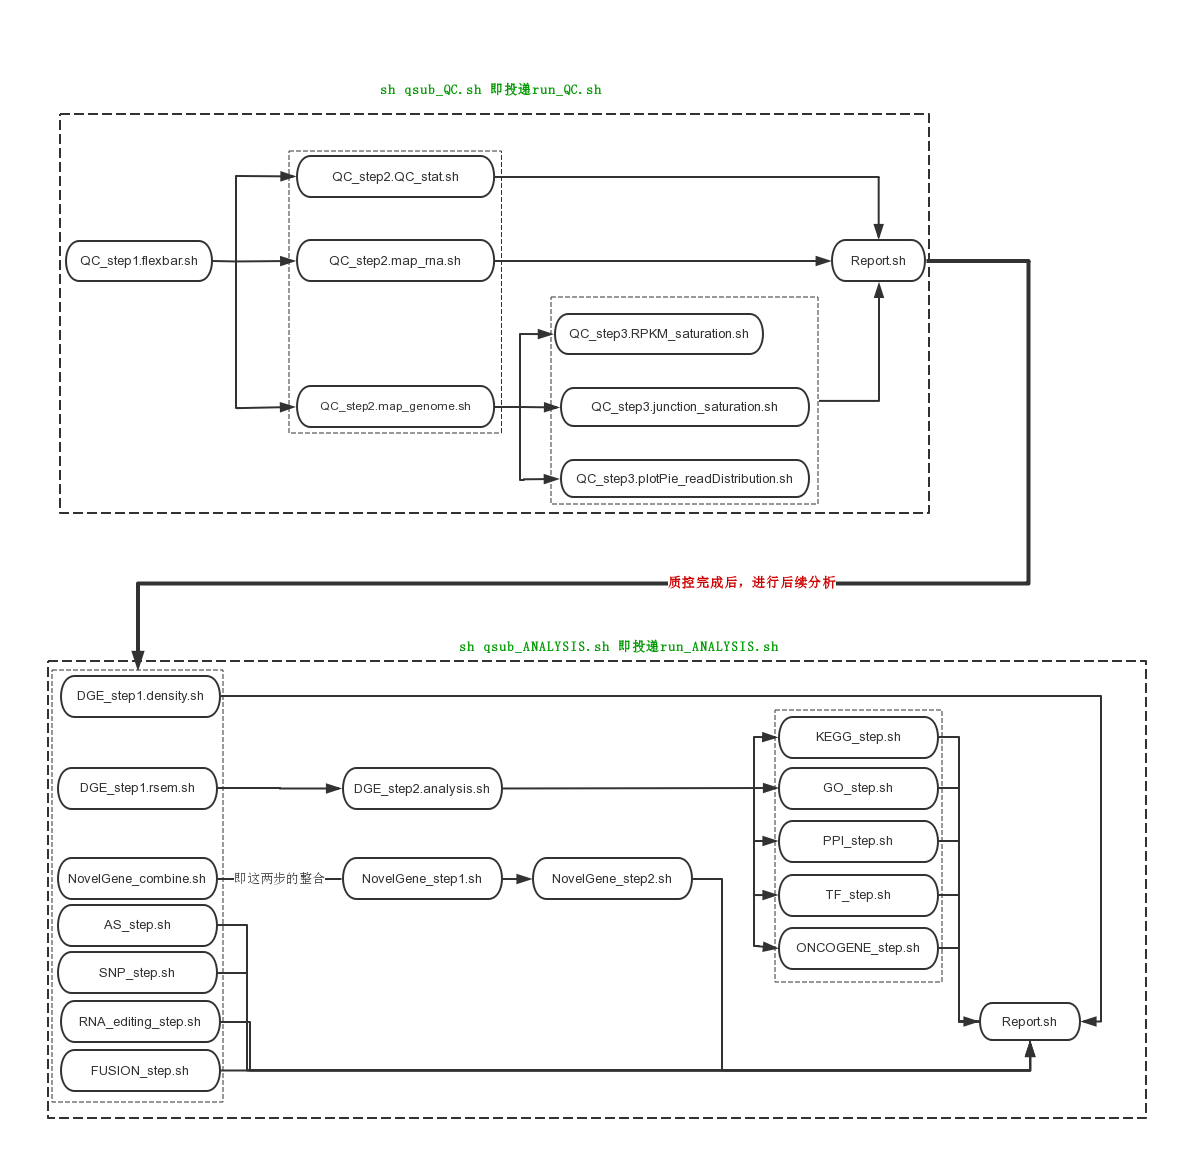 sh qsub_QC.sh 即投递run_QC.sh
QC_step2.QC_stat.sh
QC_step1.flexbar.sh
QC_step2.map_rna.sh
Report.sh
QC_step3.RPKM_saturation.sh
QC_step2.map_genome.sh
QC_step3.junction_saturation.sh
QC_step3.plotPie_readDistribution.sh
质控完成后，进行后续分析
sh qsub_ANALYSIS.sh 即投递run_ANALYSIS.sh
DGE_step1.density.sh
KEGG_step.sh
DGE_step1.rsem.sh
DGE_step2.analysis.sh
GO_step.sh
PPI_step.sh
NovelGene_combine.sh
即这两步的整合
NovelGene_step1.sh
NovelGene_step2.sh
TF_step.sh
AS_step.sh
ONCOGENE_step.sh
SNP_step.sh
RNA_editing_step.sh
Report.sh
FUSION_step.sh